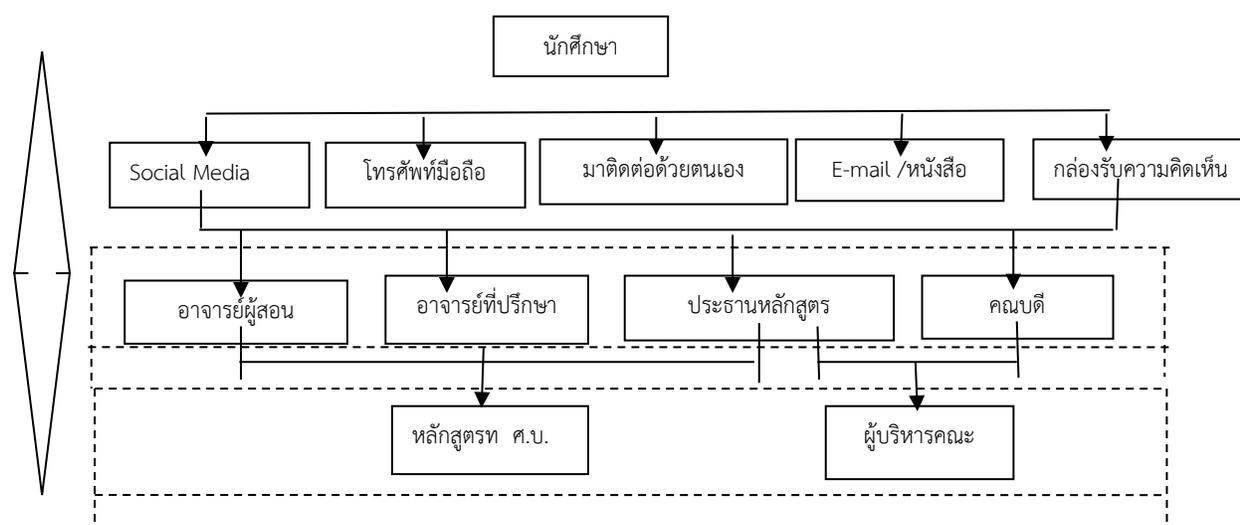 นักศึกษา
Social Media
โทรศัพท์มือถือ
มาติดต่อด้วยตนเอง
E-mail /หนังสือ
กล่องรับความคิดเห็น
อาจารย์ผู้สอน
อาจารย์ที่ปรึกษา
ประธานหลักสูตร
คณบดี
หลักสูตรท ศ.บ.
ผู้บริหารคณะ